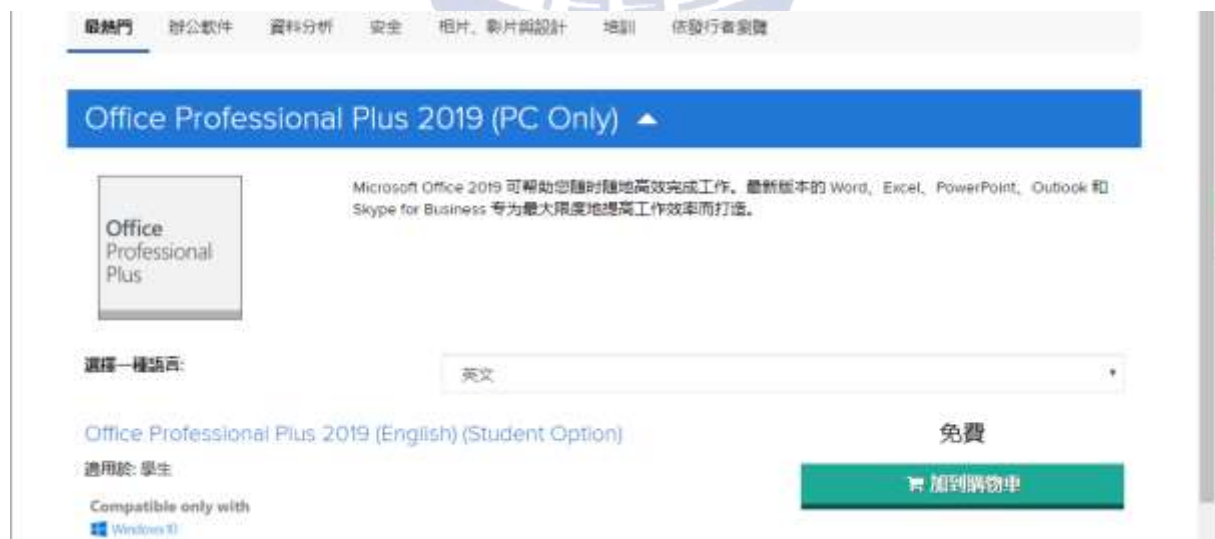 最熱門 辦公軟件 資料分析 安全 相片、影片與設計 培訓 依發行者瀏覽
Office Professional Plus 2019 (PC Only)
Microsoft Office 2019 可帮助您随时随地高效完成工作。最新版本的 Word、Excel、PowerPoint、Outlook 和
Skype for Business 专为最大限度地提高工作效率而打造。
Office
Professional
Plus
選擇一種語言:
英文
Office Professional Plus 2019 (English) (Student Option)
免費
適用於: 學生
加到購物車
Compatible only with
Windows 10